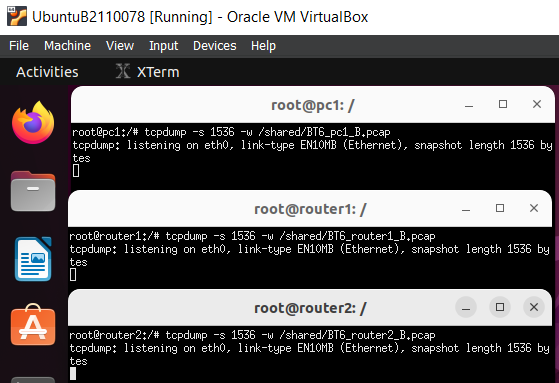 UbuntuB2110078 [Running] - Oracle VM VirtualBox
File Machine View Input Devices Help
Activities XTerm
root@pc1: /
root@pc1:/# tcpdump -s 1536 -w /shared/BT6_pc1_B.pcap
tcpdump: listening on eth0, link-type EN10MB (Ethernet), snapshot length 1536 by
tes
root@router1: /
root@router1:/# tcpdump -s 1536 -w /shared/BT6_router1_B.pcap
tcpdump: listening on eth0, link-type EN10MB (Ethernet), snapshot length 1536 by
tes
root@router2: /
root@router2:/# tcpdump -s 1536 -w /shared/BT6_router2_B.pcap
tcpdump: listening on eth0, link-type EN10MB (Ethernet), snapshot length 1536 by
tes